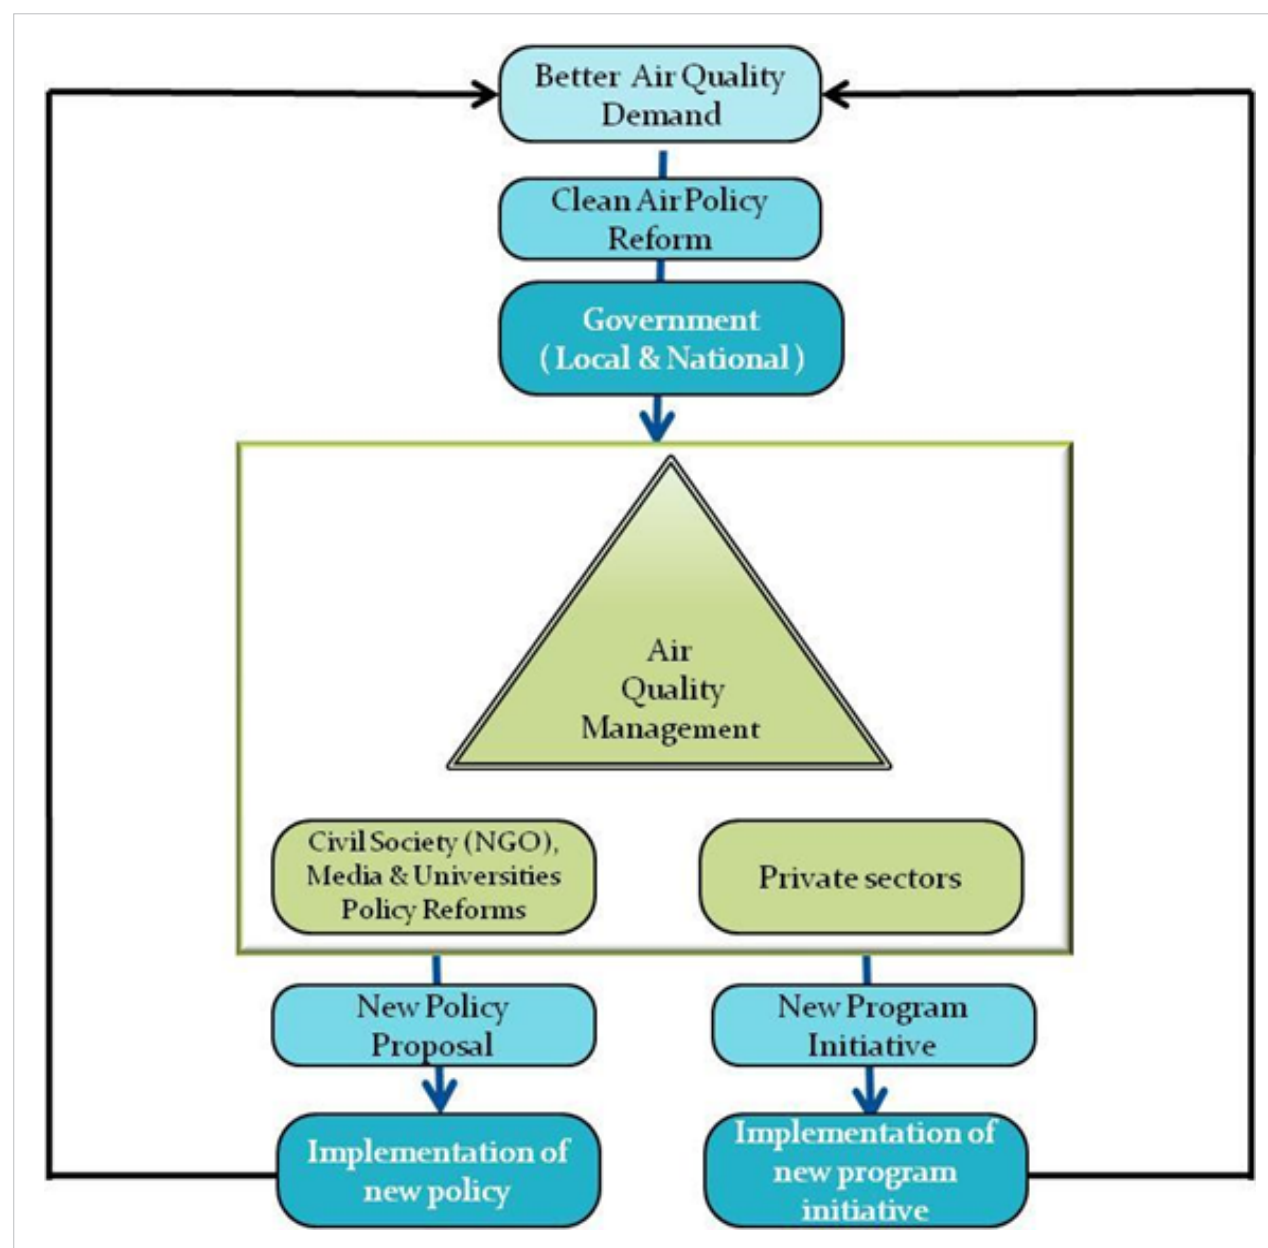 Better Air Quality
Demand
Clean Air Policy
Reform
Government
( Local & National )
Air
Quality
Management
Civil Society (NGO),
Media & Universities
Policy Reforms
Private sectors
New Policy
Proposal
New Program
Initiative
Implementation of
new policy
Implementation of
new program
initiative